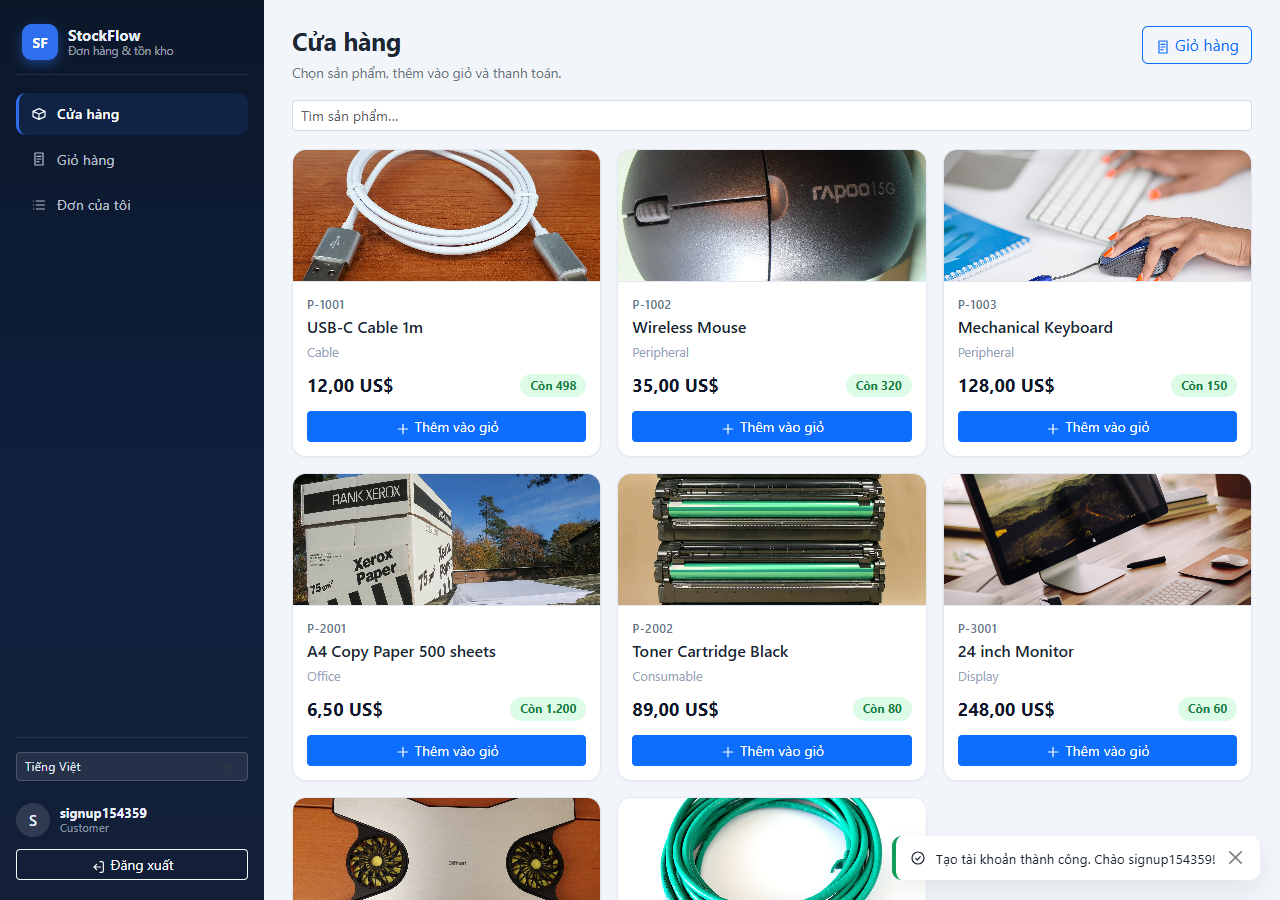 SF
StockFlow
Đơn hàng & tồn kho
Cửa hàng
Giỏ hàng
Đơn của tôi
Tiếng Việt
S
signup154359
Customer
Đăng xuất
Cửa hàng
Chọn sản phẩm, thêm vào giỏ và thanh toán.
Giỏ hàng
Tìm sản phẩm...
rapoo | 5G
P-1001
USB-C Cable 1m
Cable
12,00 US$
Còn 498
+ Thêm vào giỏ
P-1002
Wireless Mouse
Peripheral
35,00 US$
Còn 320
+ Thêm vào giỏ
P-1003
Mechanical Keyboard
Peripheral
128,00 US$
Còn 150
+ Thêm vào giỏ
RANK XEROX
Xerox
Paper
75
Xerox
Paper
75
P-2001
A4 Copy Paper 500 sheets
Office
6,50 US$
Còn 1.200
+ Thêm vào giỏ
P-2002
Toner Cartridge Black
Consumable
89,00 US$
Còn 80
+ Thêm vào giỏ
P-3001
24 inch Monitor
Display
248,00 US$
Còn 60
+ Thêm vào giỏ
Tạo tài khoản thành công. Chào signup154359!